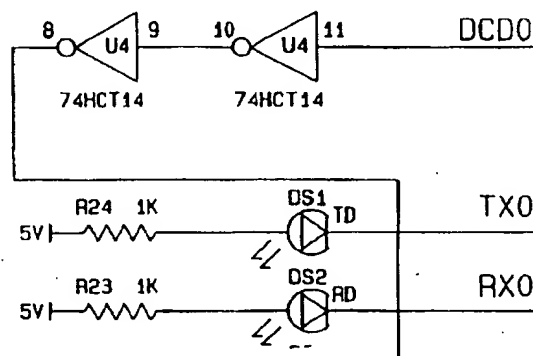 8 U4 9 10 U4 11 DCD0
74HCT14 74HCT14
R24 1K DS1 TD TX0
5V
R23 1K DS2 RD RX0
5V